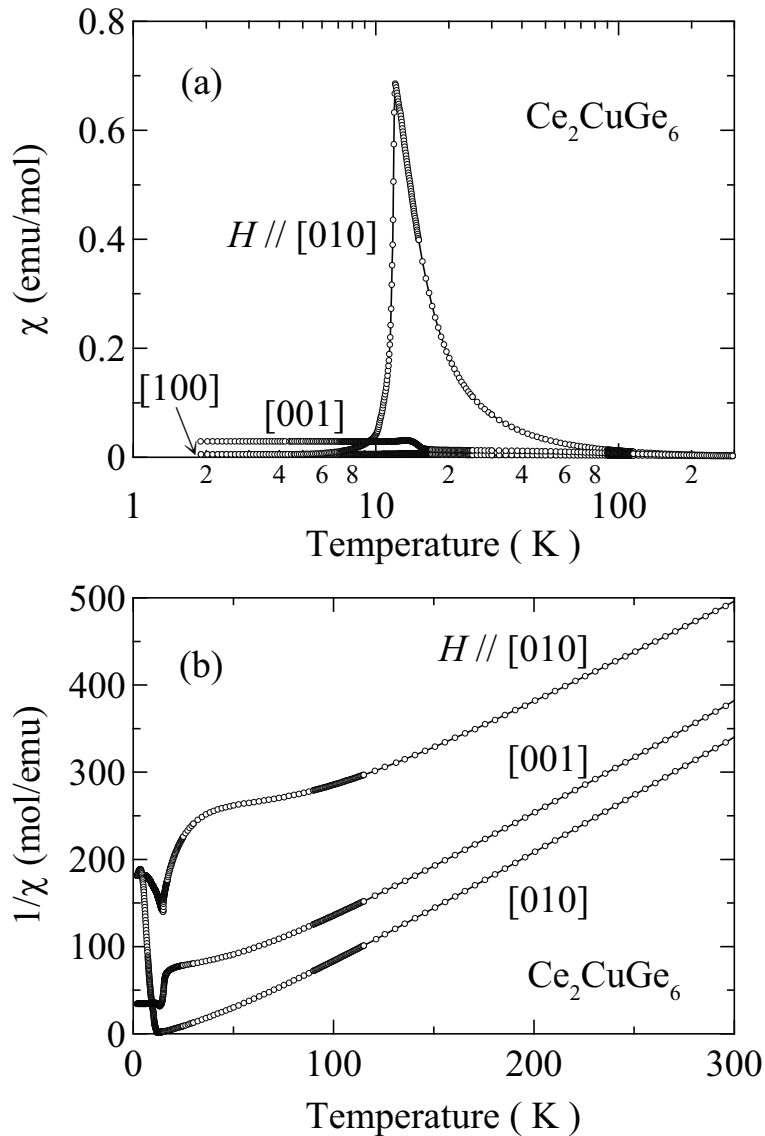 0.8
(a)
Ce₂CuGe₆
0.6
H // [010]
0.4
χ (emu/mol)
0.2
[100]
[001]
0
2 4 6 8 2 4 6 8 2
1 10 100
Temperature ( K )
500
(b)
H // [010]
400
[001]
300
1/χ (mol/emu)
200
[010]
100
Ce₂CuGe₆
0
0 100 200 300
Temperature ( K )